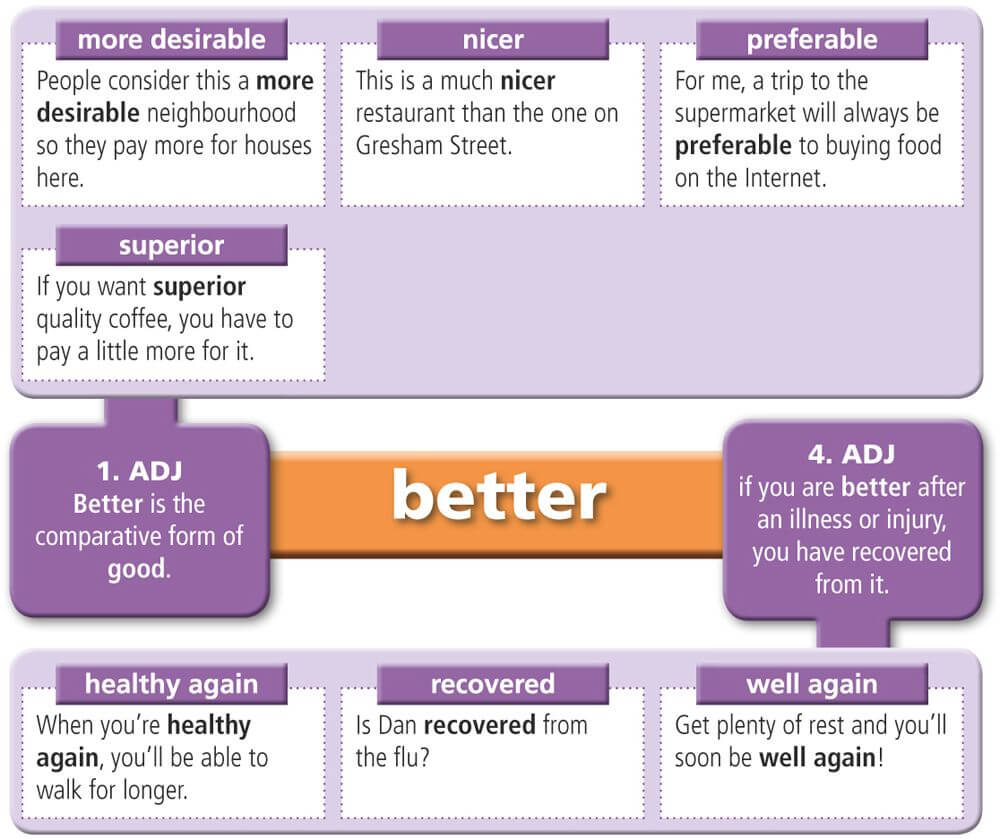 more desirable
People consider this a more
desirable neighbourhood
so they pay more for houses
here.
nicer
This is a much nicer
restaurant than the one on
Gresham Street.
preferable
For me, a trip to the
supermarket will always be
preferable to buying food
on the Internet.
superior
If you want superior
quality coffee, you have to
pay a little more for it.
1. ADJ
Better is the
comparative form of
good.
better
4. ADJ
if you are better after
an illness or injury,
you have recovered
from it.
healthy again
When you’re healthy
again, you’ll be able to
walk for longer.
recovered
Is Dan recovered from
the flu?
well again
Get plenty of rest and you’ll
soon be well again!